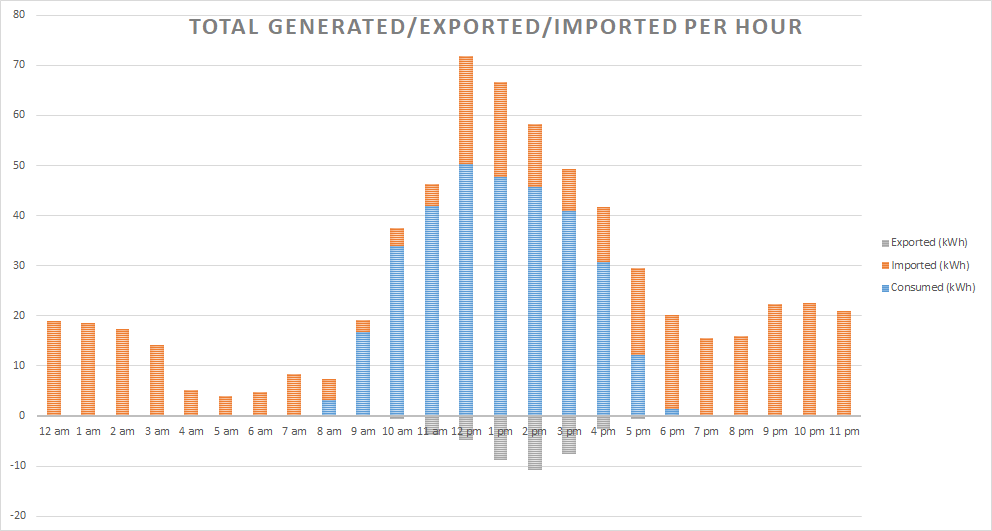 TOTAL GENERATED/EXPORTED/IMPORTED PER HOUR
80
70
60
50
40
30
20
10
0
-10
-20
12 am 1 am 2 am 3 am 4 am 5 am 6 am 7 am 8 am 9 am 10 am 11 am 12 pm 1 pm 2 pm 3 pm 4 pm 5 pm 6 pm 7 pm 8 pm 9 pm 10 pm 11 pm
Exported (kWh)
Imported (kWh)
Consumed (kWh)